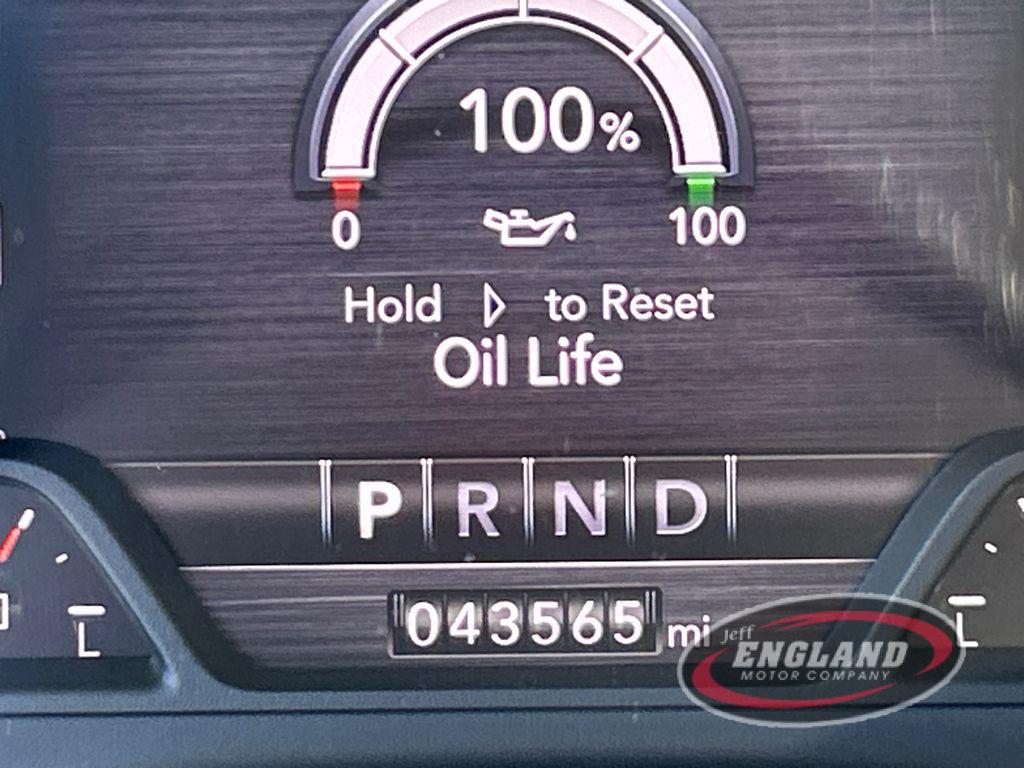 100%
0 100
Hold to Reset
Oil Life
P R N D
043565 mi
L L
Jeff
ENGLAND
MOTOR COMPANY